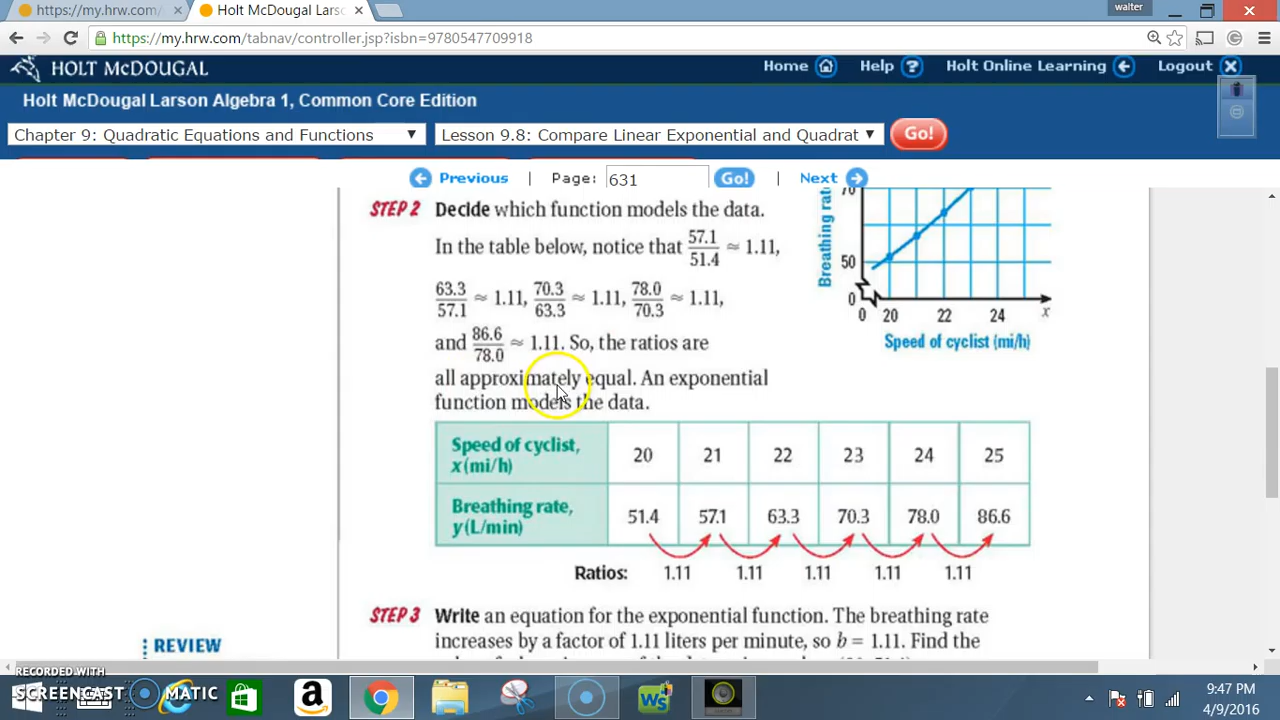 https://my.hrw.com/
Holt McDougal Lars
walter
https://my.hrw.com/tabnav/controller.jsp?isbn=9780547709918
HOLT MCDOUGAL
Home
Help ?
Holt Online Learning
Logout
Holt McDougal Larson Algebra 1, Common Core Edition
Chapter 9: Quadratic Equations and Functions
Lesson 9.8: Compare Linear Exponential and Quadrat
Go!
Previous | Page: 631 Go! | Next
STEP 2 Decide which function models the data.
In the table below, notice that 57.1/51.4 ≈ 1.11,
63.3/57.1 ≈ 1.11, 70.3/63.3 ≈ 1.11, 78.0/70.3 ≈ 1.11,
and 86.6/78.0 ≈ 1.11. So, the ratios are
all approximately equal. An exponential
function models the data.
Breathing rat
70
50
0
0 20 22 24 x
Speed of cyclist (mi/h)
Speed of cyclist, x (mi/h) 20 21 22 23 24 25
Breathing rate, y (L/min) 51.4 57.1 63.3 70.3 78.0 86.6
Ratios: 1.11 1.11 1.11 1.11 1.11
STEP 3 Write an equation for the exponential function. The breathing rate
increases by a factor of 1.11 liters per minute, so b = 1.11. Find the
REVIEW
RECORDED WITH
SCREENCAST MATIC
WS
9:47 PM
4/9/2016